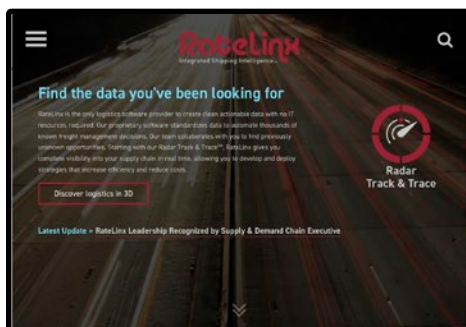 RateLinx
Integrated Shipping Intelligence™
Find the data you've been looking for
RateLinx is the only logistics software provider to create clean actionable data with no IT
resources required. Our proprietary software standardizes data to automate thousands of
known freight management decisions. Our team collaborates with you to find previously
unknown opportunities. Starting with our Radar Track & Trace™, RateLinx gives you
complete visibility into your supply chain in real time, allowing you to develop and deploy
strategies that increase efficiency and reduce costs.
Radar
Track & Trace
Discover logistics in 3D
Latest Update » RateLinx Leadership Recognized by Supply & Demand Chain Executive